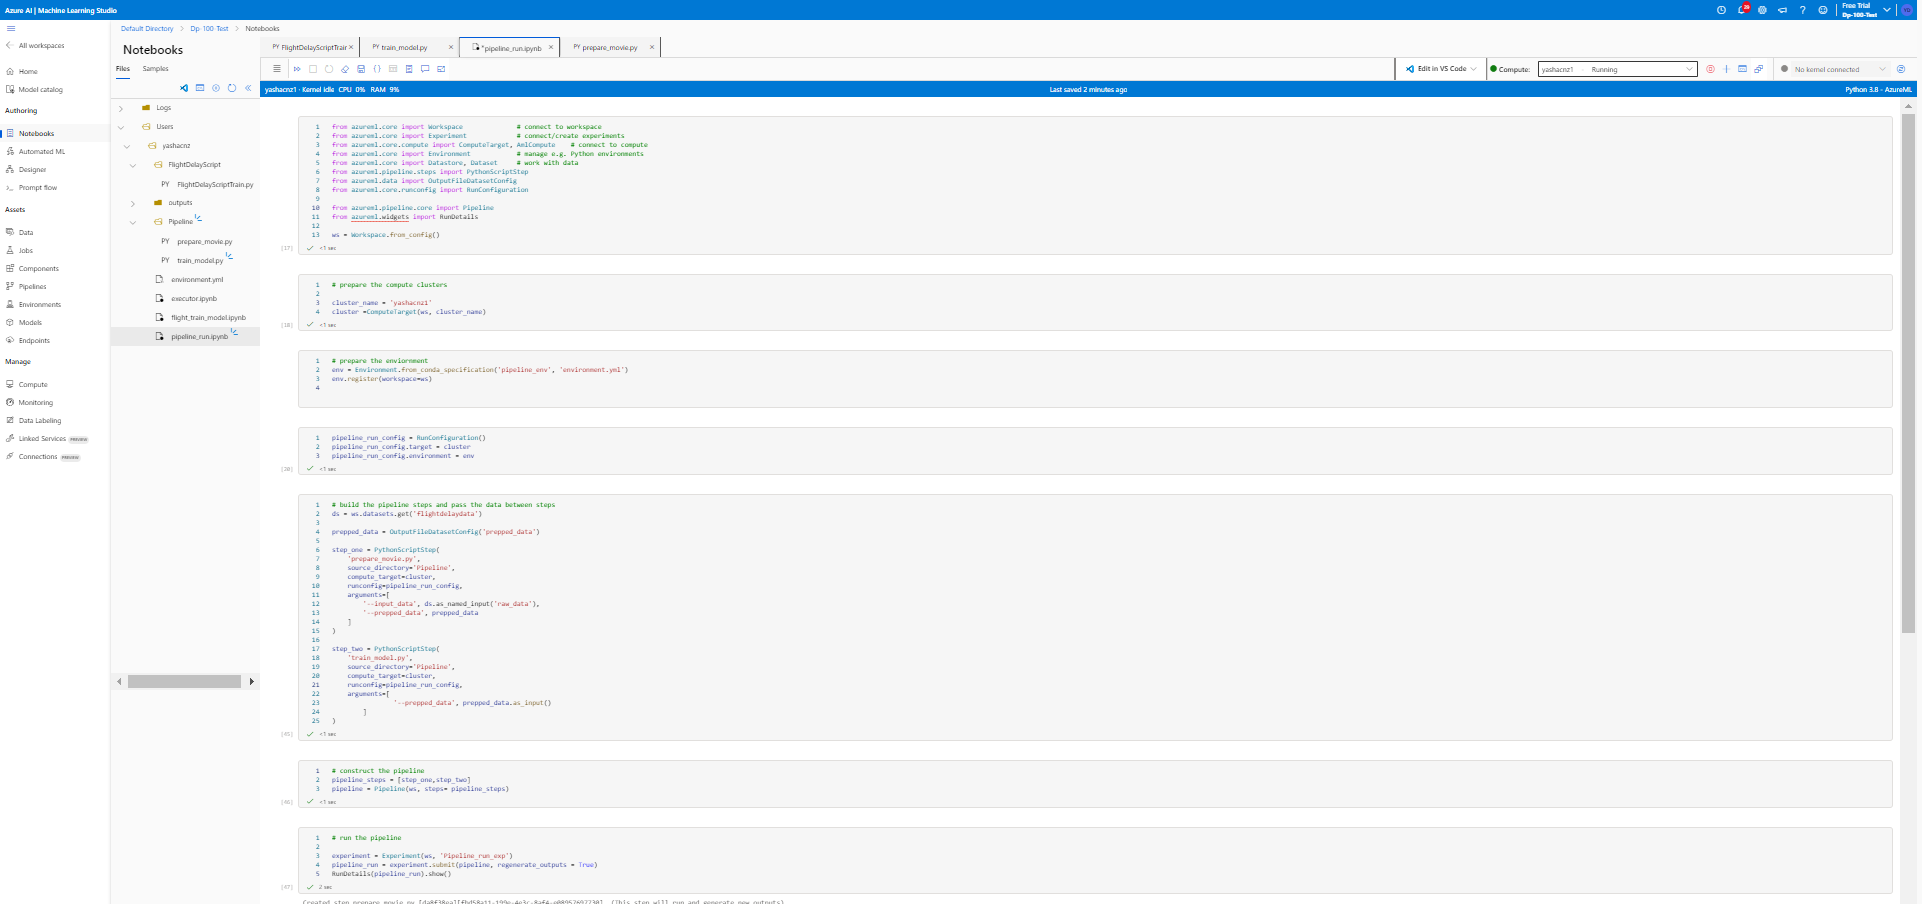 Azure AI | Machine Learning Studio
29
Free Trial
Dp-100-Test
YD
All workspaces
Home
Model catalog
Authoring
Notebooks
Automated ML
Designer
Prompt flow
Assets
Data
Jobs
Components
Pipelines
Environments
Models
Endpoints
Manage
Compute
Monitoring
Data Labeling
Linked Services PREVIEW
Connections PREVIEW
Default Directory > Dp-100-Test > Notebooks
Notebooks
Files Samples
Logs
Users
yashacnz
FlightDelayScript
PY FlightDelayScriptTrain.py
outputs
Pipeline
PY prepare_movie.py
PY train_model.py
environment.yml
executor.ipynb
flight_train_model.ipynb
pipeline_run.ipynb
PY FlightDelayScriptTrair × PY train_model.py × *pipeline_run.ipynb × PY prepare_movie.py ×
Edit in VS Code Compute: yashacnz1 - Running No kernel connected
yashacnz1 · Kernel idle CPU 0% RAM 9% Last saved 2 minutes ago Python 3.8 - AzureML
1 from azureml.core import Workspace # connect to workspace
2 from azureml.core import Experiment # connect/create experiments
3 from azureml.core.compute import ComputeTarget, AmlCompute # connect to compute
4 from azureml.core import Environment # manage e.g. Python environments
5 from azureml.core import Datastore, Dataset # work with data
6 from azureml.pipeline.steps import PythonScriptStep
7 from azureml.data import OutputFileDatasetConfig
8 from azureml.core.runconfig import RunConfiguration
9
10 from azureml.pipeline.core import Pipeline
11 from azureml.widgets import RunDetails
12
13 ws = Workspace.from_config()
[17] <1 sec
1 # prepare the compute clusters
2
3 cluster_name = 'yashacnz1'
4 cluster =ComputeTarget(ws, cluster_name)
[18] <1 sec
1 # prepare the enviornment
2 env = Environment.from_conda_specification('pipeline_env', 'environment.yml')
3 env.register(workspace=ws)
4
1 pipeline_run_config = RunConfiguration()
2 pipeline_run_config.target = cluster
3 pipeline_run_config.environment = env
<1 sec
1 # build the pipeline steps and pass the data between steps
2 ds = ws.datasets.get('flightdelaydata')
3
4 prepped_data = OutputFileDatasetConfig('prepped_data')
5
6 step_one = PythonScriptStep(
7 'prepare_movie.py',
8 source_directory='Pipeline',
9 compute_target=cluster,
10 runconfig=pipeline_run_config,
11 arguments=[
12 '--input_data', ds.as_named_input('raw_data'),
13 '--prepped_data', prepped_data
14 ]
15 )
16
17 step_two = PythonScriptStep(
18 'train_model.py',
19 source_directory='Pipeline',
20 compute_target=cluster,
21 runconfig=pipeline_run_config,
22 arguments=[
23 '--prepped_data', prepped_data.as_input()
24 ]
25 )
[45] <1 sec
1 # construct the pipeline
2 pipeline_steps = [step_one,step_two]
3 pipeline = Pipeline(ws, steps= pipeline_steps)
[46] <1 sec
1 # run the pipeline
2
3 experiment = Experiment(ws, 'Pipeline_run_exp')
4 pipeline_run = experiment.submit(pipeline, regenerate_outputs = True)
5 RunDetails(pipeline_run).show()
[47] 2 sec
Created step prepare_movie.py (This step will run and generate new outputs)